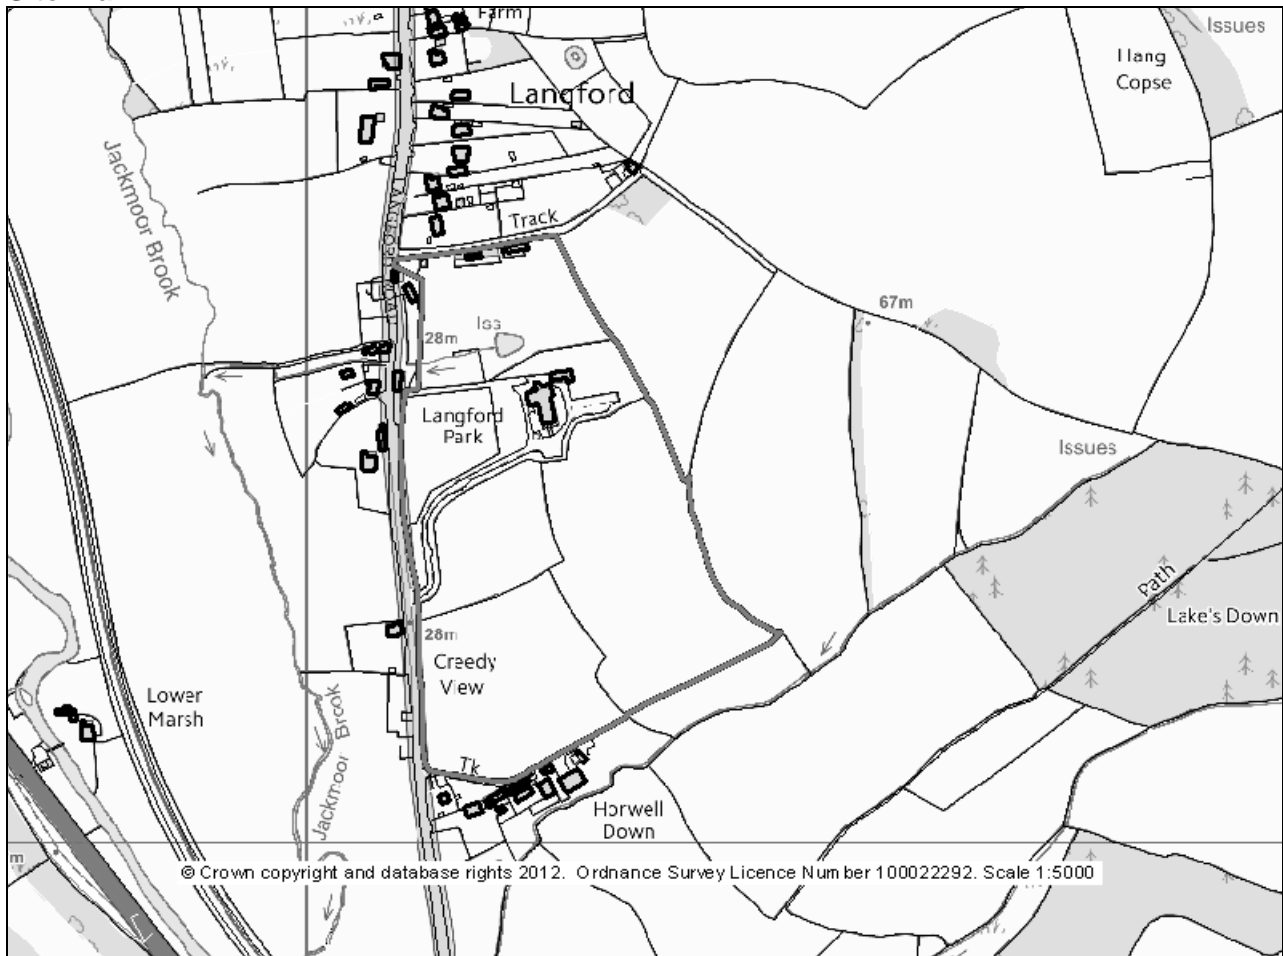 Farm
Issues
Hang
Copse
Langford
Jackmoor Brook
Track
67m
Iss
28m
Langford
Park
Issues
Path
Lake's Down
28m
Creedy
View
Lower
Marsh
Jackmoor Brook
Tk
Horwell
Down
m
© Crown copyright and database rights 2012. Ordnance Survey Licence Number 100022292. Scale 1:5000